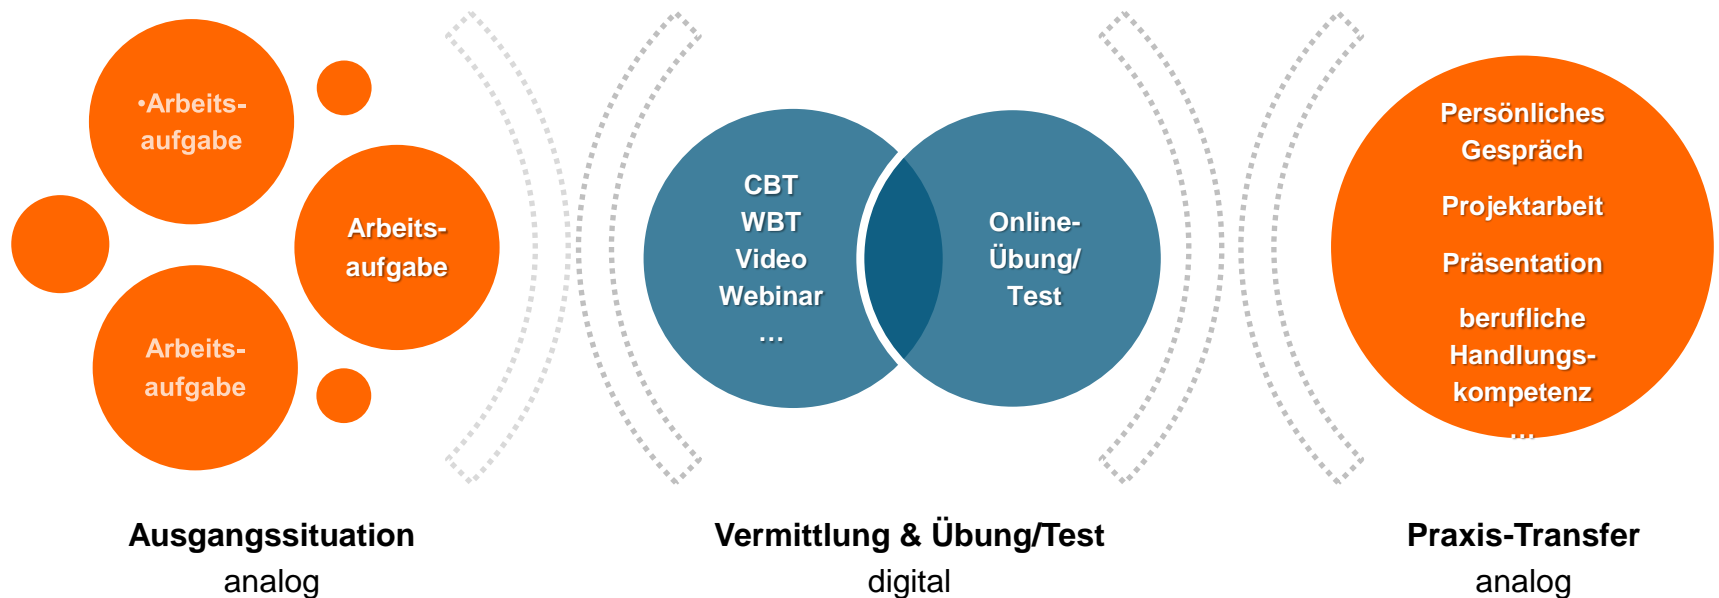 •Arbeits-
aufgabe
Arbeits-
aufgabe
Arbeits-
aufgabe
CBT
WBT
Video
Webinar
…
Online-
Übung/
Test
Persönliches
Gespräch
Projektarbeit
Präsentation
berufliche
Handlungs-
kompetenz
…
Ausgangssituation
analog
Vermittlung & Übung/Test
digital
Praxis-Transfer
analog